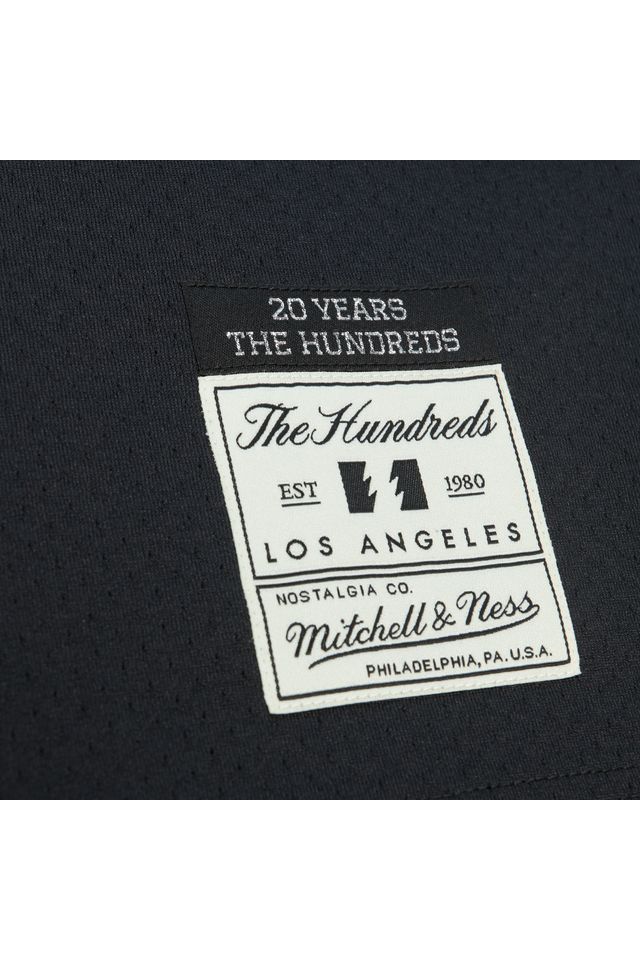 20 YEARS
THE HUNDREDS
The Hundreds
EST 1980
LOS ANGELES
NOSTALGIA CO.
Mitchell & Ness
PHILADELPHIA, PA. U.S.A.